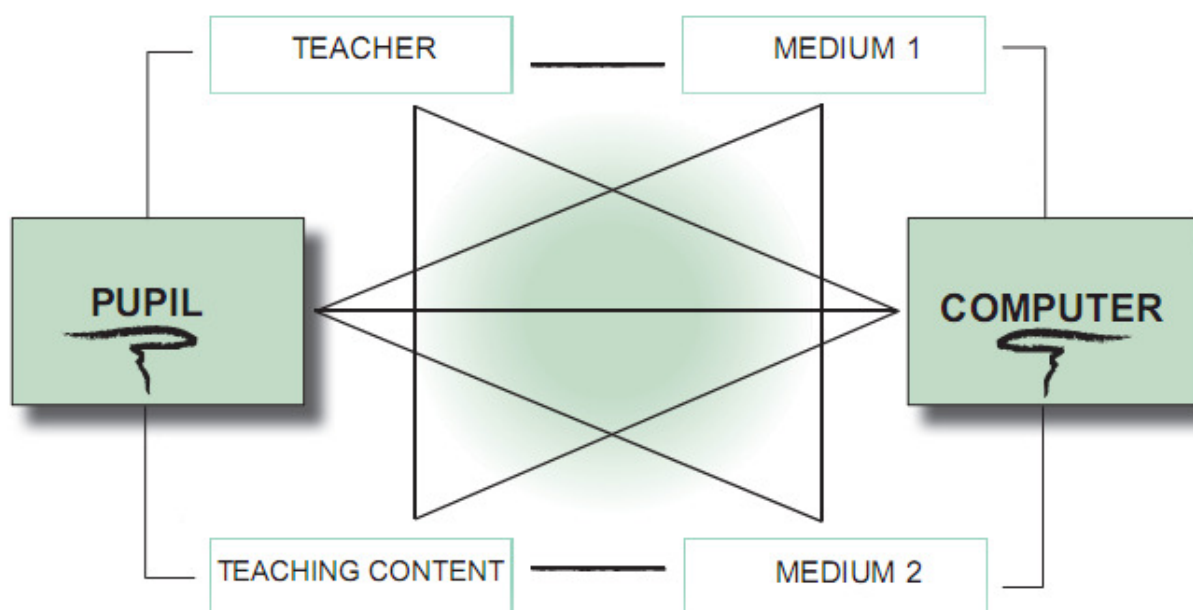 TEACHER
MEDIUM 1
PUPIL
COMPUTER
TEACHING CONTENT
MEDIUM 2